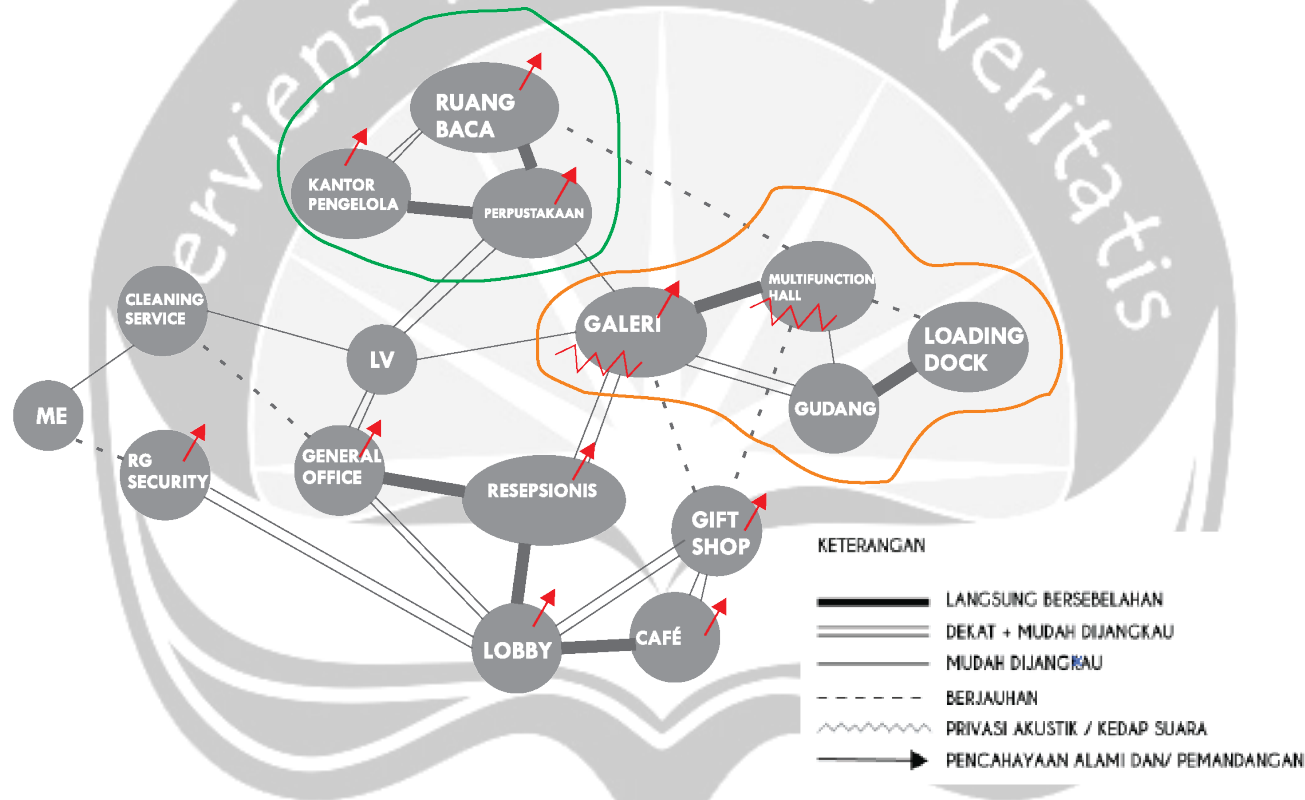 erviens
veritatis
RUANG
BACA
KANTOR
PENGELOLA
PERPUSTAKAAN
CLEANING
SERVICE
LV
GALERI
MULTIFUNCTION
HALL
LOADING
DOCK
ME
GUDANG
RG
SECURITY
GENERAL
OFFICE
RESEPSIONIS
GIFT
SHOP
LOBBY
CAFÉ
KETERANGAN
LANGSUNG BERSEBELAHAN
DEKAT + MUDAH DIJANGKAU
MUDAH DIJANGKAU
BERJAUHAN
PRIVASI AKUSTIK / KEDAP SUARA
PENCAHAYAAN ALAMI DAN/ PEMANDANGAN